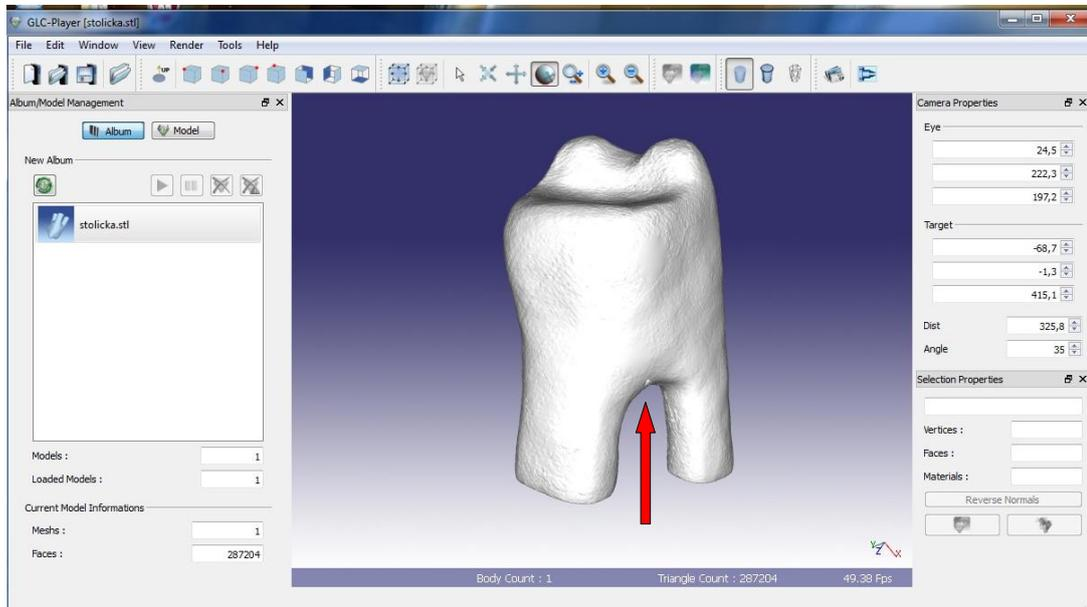 GLC-Player [stolicka.stl]
File Edit Window View Render Tools Help
UP
Album/Model Management
Album Model
New Album
stolicka.stl
Models : 1
Loaded Models : 1
Current Model Informations
Meshs : 1
Faces : 287204
Y
Z X
Body Count : 1 Triangle Count : 287204 49.38 Fps
Camera Properties
Eye
24,5
222,3
197,2
Target
-68,7
-1,3
415,1
Dist 325,8
Angle 35
Selection Properties
Vertices :
Faces :
Materials :
Reverse Normals